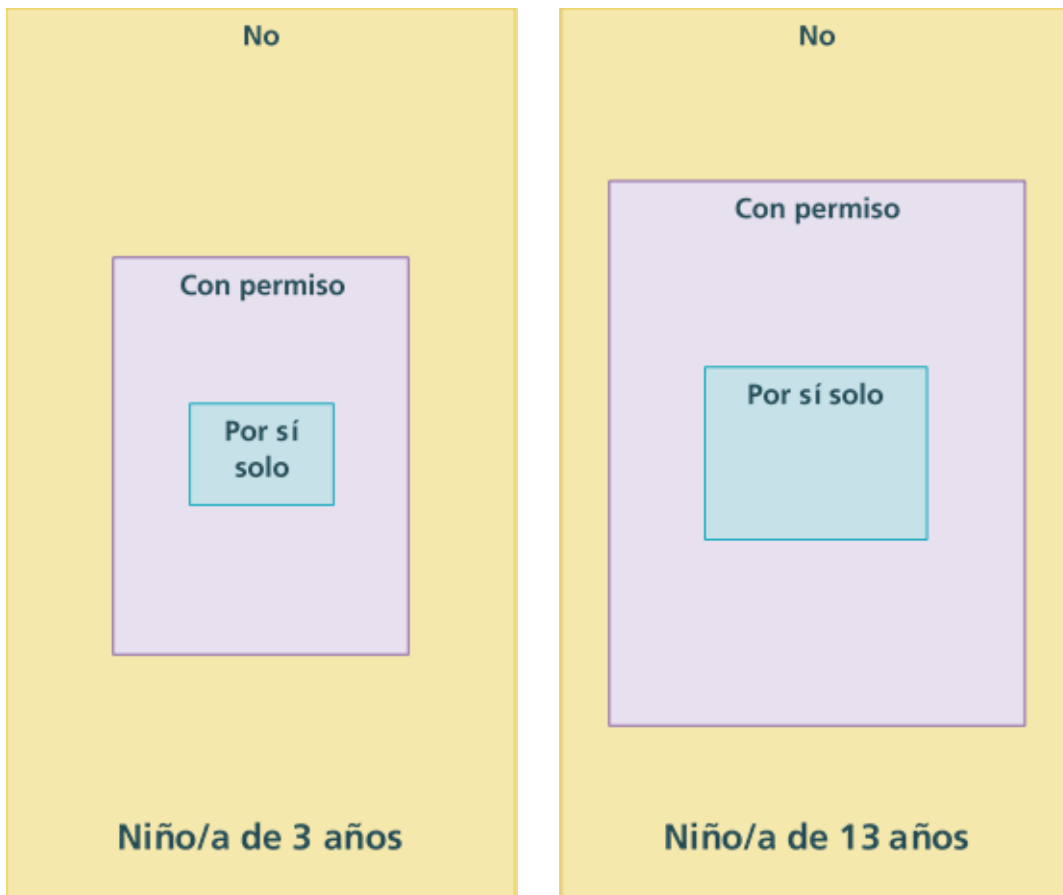 No
Con permiso
Por sí
solo
Niño/a de 3 años
No
Con permiso
Por sí solo
Niño/a de 13 años